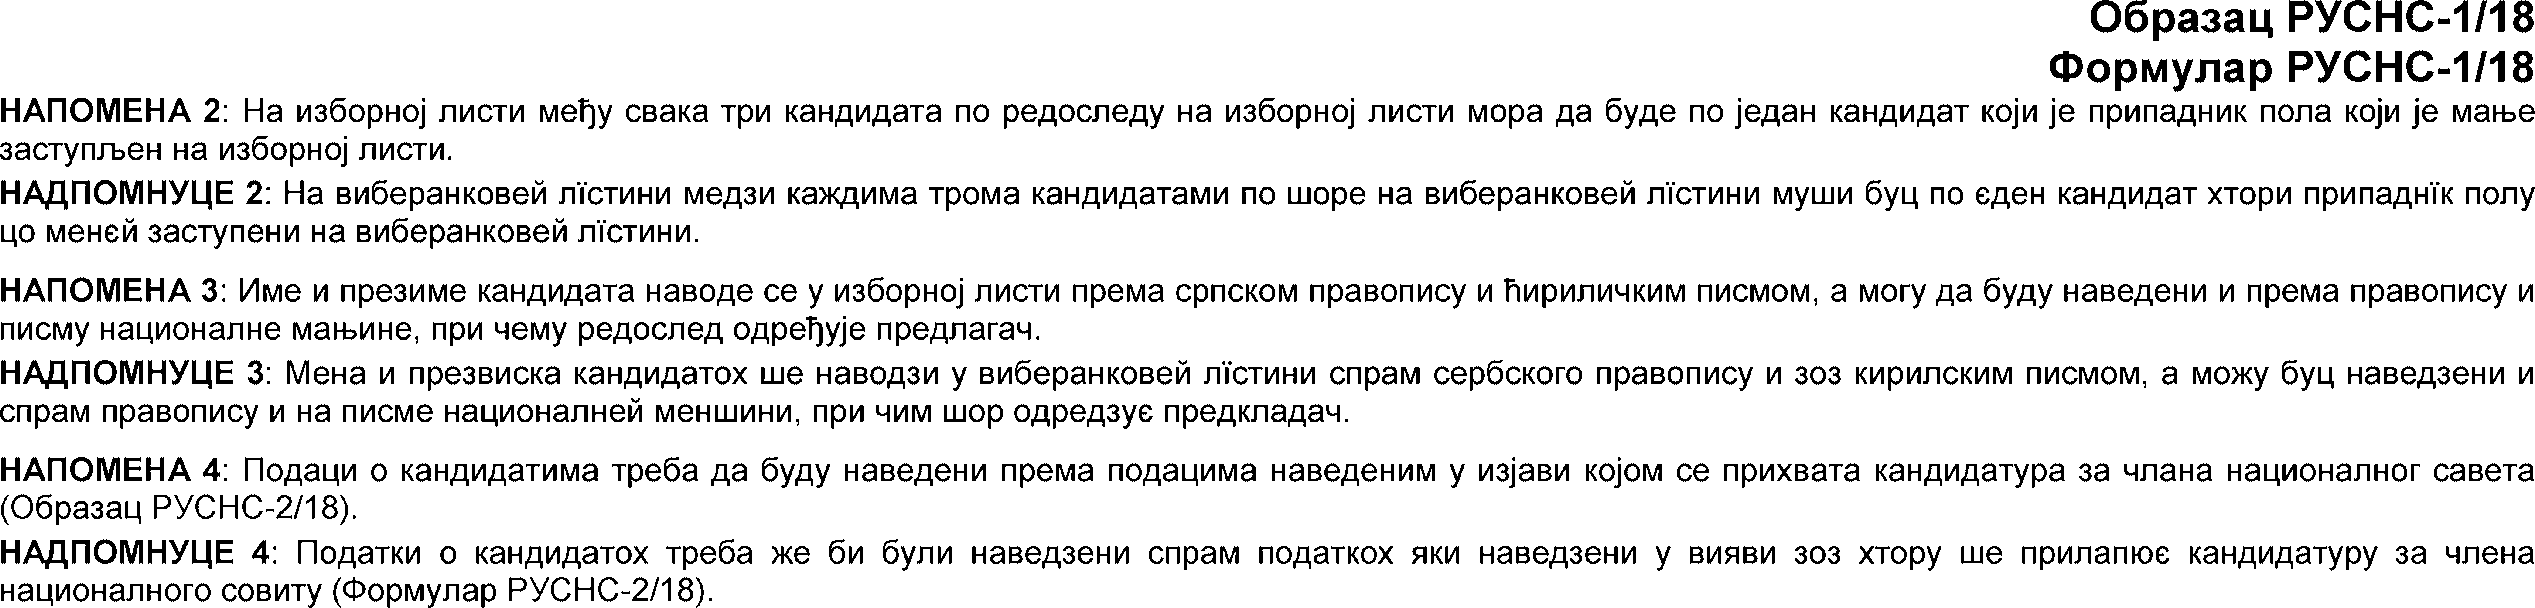 Образац РУСНС-1/18
Формулар РУСНС-1/18
НАПОМЕНА 2: На изборној листи међу свака три кандидата по редоследу на изборној листи мора да буде по један кандидат који је припадник пола који је мање
заступљен на изборној листи.
НАДПОМНУЦЕ 2: На виберанковей лїстини медзи каждима трома кандидатами по шоре на виберанковей лїстини муши буц по єден кандидат хтори припаднїк полу
цо менєй заступени на виберанковей лїстини.
НАПОМЕНА 3: Име и презиме кандидата наводе се у изборној листи према српском правопису и ћириличким писмом, а могу да буду наведени и према правопису и
писму националне мањине, при чему редослед одређује предлагач.
НАДПОМНУЦЕ 3: Мена и презвиска кандидатох ше наводзи у виберанковей лїстини спрам сербского правопису и зоз кирилским писмом, а можу буц наведзени и
спрам правопису и на писме националней меншини, при чим шор одредзує предкладач.
НАПОМЕНА 4: Подаци о кандидатима треба да буду наведени према подацима наведеним у изјави којом се прихвата кандидатура за члана националног савета
(Образац РУСНС-2/18).
НАДПОМНУЦЕ 4: Податки о кандидатох треба же би були наведзени спрам податкох яки наведзени у вияви зоз хтору ше прилапює кандидатуру за члена
националного совиту (Формулар РУСНС-2/18).